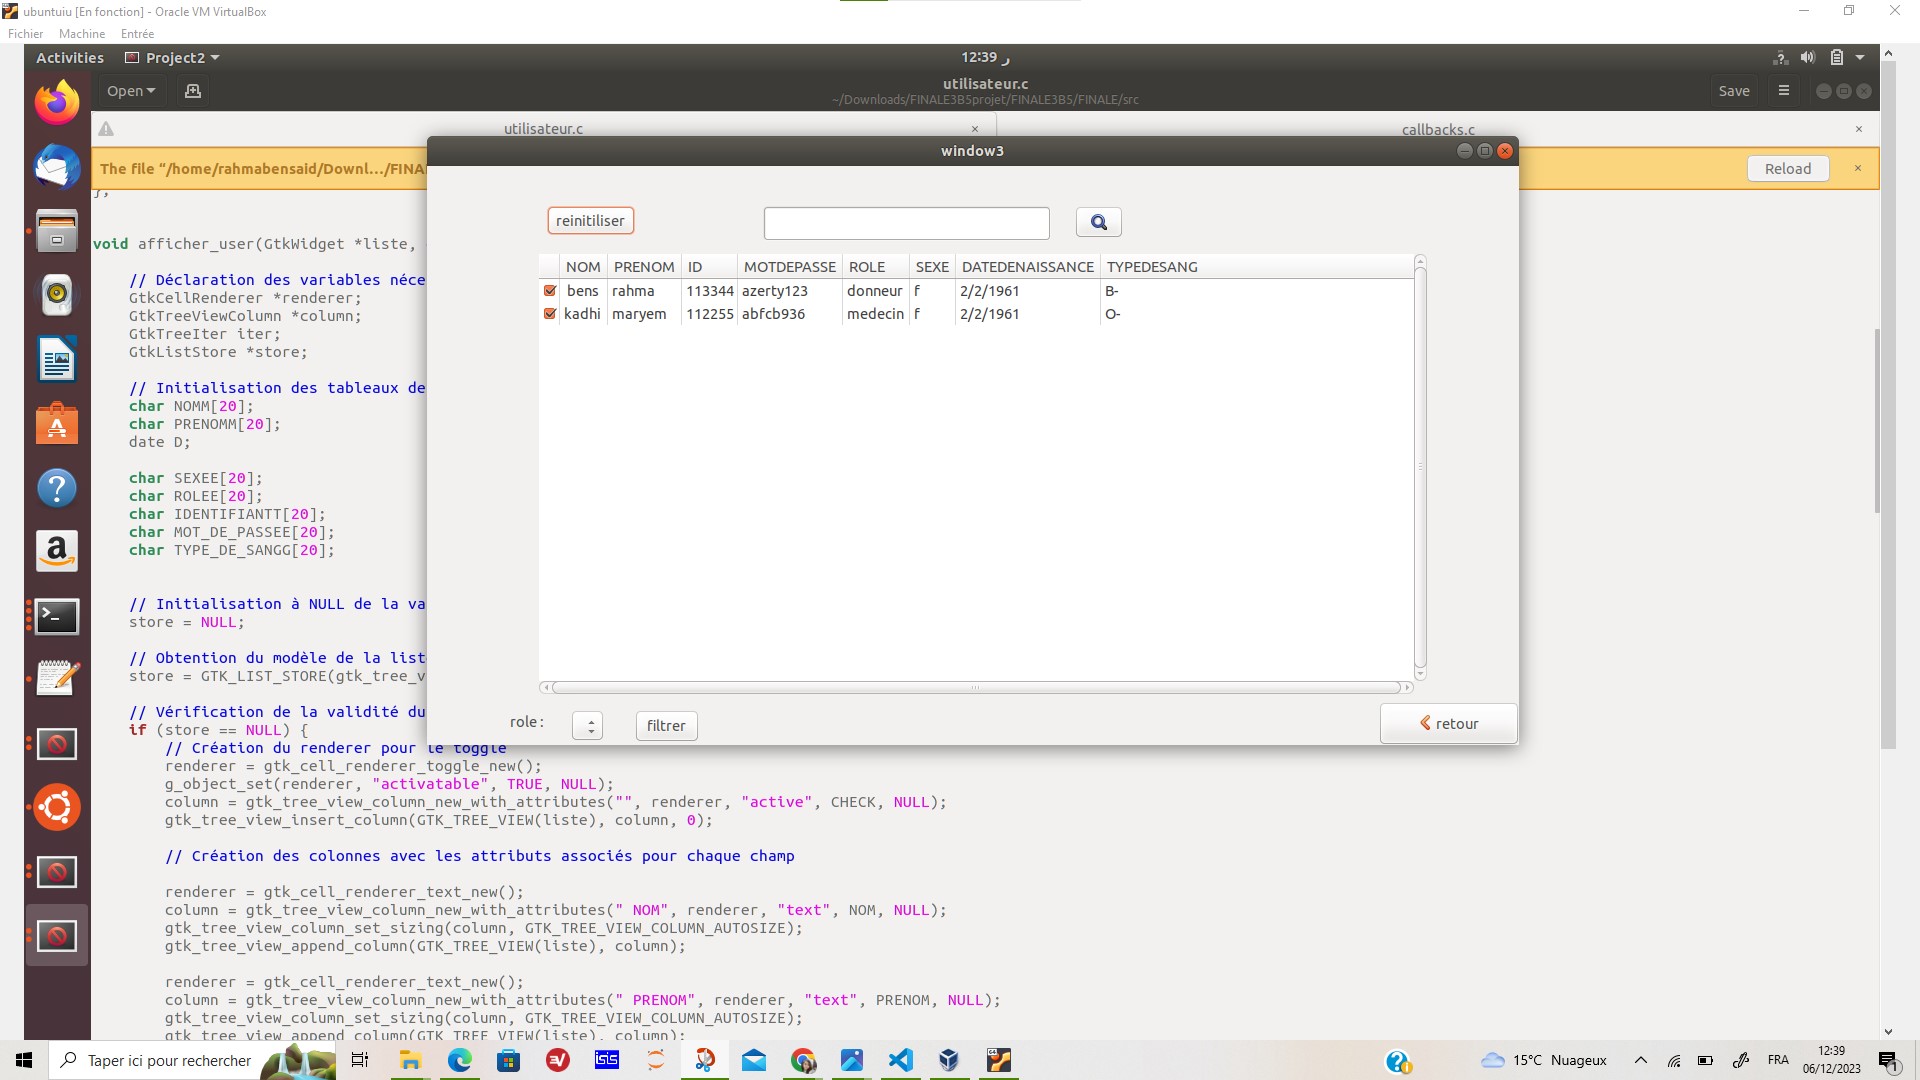 ubuntuiu [En fonction] - Oracle VM VirtualBox
Fichier Machine Entrée
Activities Project2 12:39 ر
Open utilisateur.c Save
~/Downloads/FINALE3B5projet/FINALE3B5/FINALE/src
utilisateur.c × callbacks.c ×
The file “/home/rahmabensaid/Downl…/FINA Reload ×
};
void afficher_user(GtkWidget *liste,
// Déclaration des variables néce
GtkCellRenderer *renderer;
GtkTreeViewColumn *column;
GtkTreeIter iter;
GtkListStore *store;
// Initialisation des tableaux de
char NOMM[20];
char PRENOMM[20];
date D;
char SEXEE[20];
char ROLEE[20];
char IDENTIFIANTT[20];
char MOT_DE_PASSEE[20];
char TYPE_DE_SANGG[20];
// Initialisation à NULL de la va
store = NULL;
// Obtention du modèle de la list
store = GTK_LIST_STORE(gtk_tree_v
// Vérification de la validité du
if (store == NULL) {
// Création du renderer pour le toggle
renderer = gtk_cell_renderer_toggle_new();
g_object_set(renderer, "activatable", TRUE, NULL);
column = gtk_tree_view_column_new_with_attributes("", renderer, "active", CHECK, NULL);
gtk_tree_view_insert_column(GTK_TREE_VIEW(liste), column, 0);
// Création des colonnes avec les attributs associés pour chaque champ
renderer = gtk_cell_renderer_text_new();
column = gtk_tree_view_column_new_with_attributes(" NOM", renderer, "text", NOM, NULL);
gtk_tree_view_column_set_sizing(column, GTK_TREE_VIEW_COLUMN_AUTOSIZE);
gtk_tree_view_append_column(GTK_TREE_VIEW(liste), column);
renderer = gtk_cell_renderer_text_new();
column = gtk_tree_view_column_new_with_attributes(" PRENOM", renderer, "text", PRENOM, NULL);
gtk_tree_view_column_set_sizing(column, GTK_TREE_VIEW_COLUMN_AUTOSIZE);
gtk_tree_view_append_column(GTK_TREE_VIEW(liste), column);
window3
reinitiliser
NOM PRENOM ID MOTDEPASSE ROLE SEXE DATEDENAISSANCE TYPEDESANG
bens rahma 113344 azerty123 donneur f 2/2/1961 B-
kadhi maryem 112255 abfcb936 medecin f 2/2/1961 O-
role: filtrer retour
Taper ici pour rechercher 15°C Nuageux FRA 12:39
06/12/2023 1